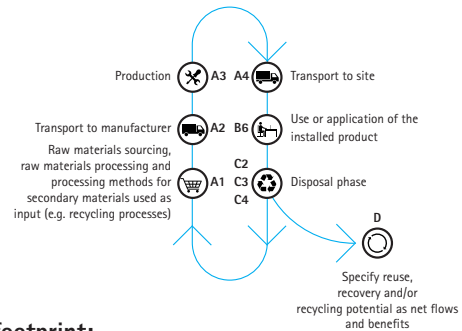 Production
A3
A4
Transport to site
Transport to manufacturer
A2
B6
Use or application of the
installed product
Raw materials sourcing,
raw materials processing and
processing methods for
secondary materials used as
input (e.g. recycling processes)
A1
C2
C3
C4
Disposal phase
D
Specify reuse,
recovery and/or
recycling potential as net flows
and benefits